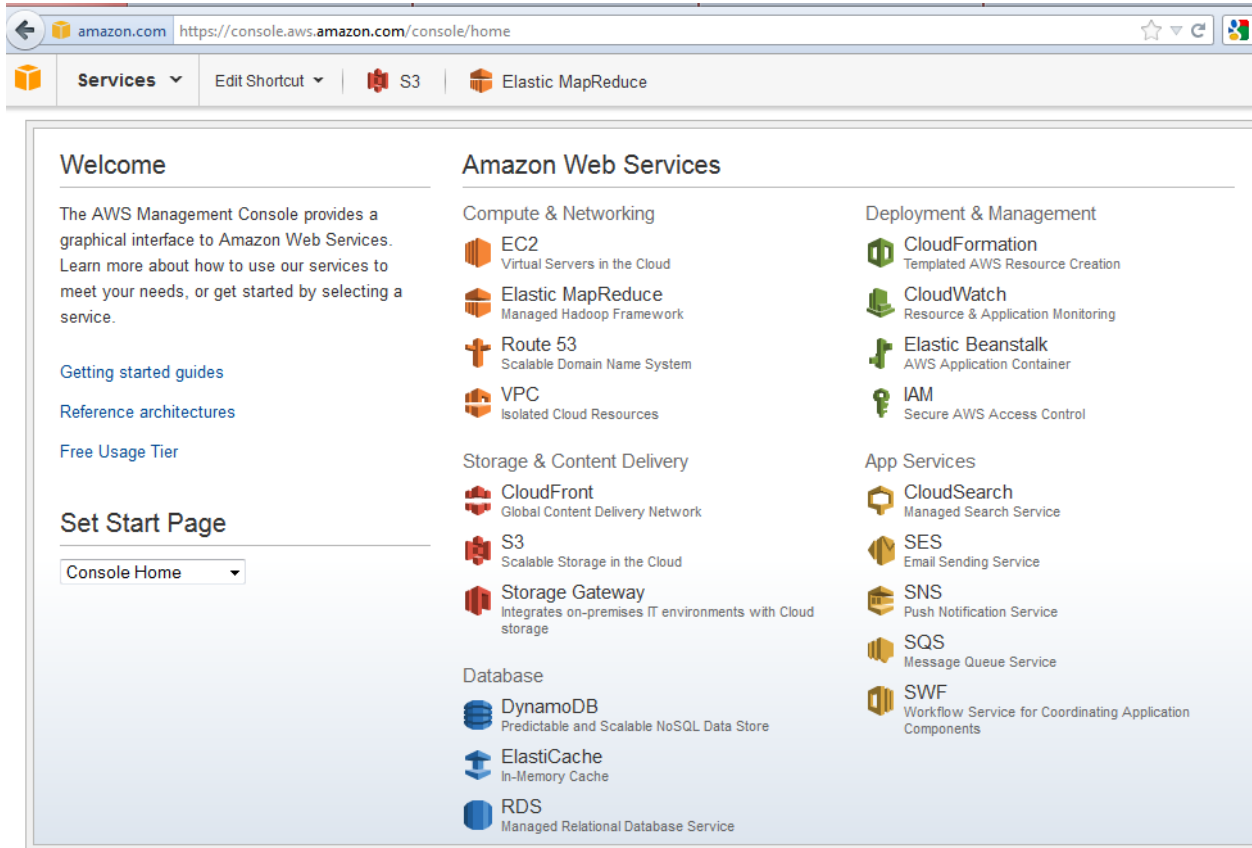 amazon.com https://console.aws.amazon.com/console/home
Services Edit Shortcut S3 Elastic MapReduce
Welcome
The AWS Management Console provides a
graphical interface to Amazon Web Services.
Learn more about how to use our services to
meet your needs, or get started by selecting a
service.
Getting started guides
Reference architectures
Free Usage Tier
Set Start Page
Console Home
Amazon Web Services
Compute & Networking
EC2
Virtual Servers in the Cloud
Elastic MapReduce
Managed Hadoop Framework
Route 53
Scalable Domain Name System
VPC
Isolated Cloud Resources
Storage & Content Delivery
CloudFront
Global Content Delivery Network
S3
Scalable Storage in the Cloud
Storage Gateway
Integrates on-premises IT environments with Cloud
storage
Database
DynamoDB
Predictable and Scalable NoSQL Data Store
ElastiCache
In-Memory Cache
RDS
Managed Relational Database Service
Deployment & Management
CloudFormation
Templated AWS Resource Creation
CloudWatch
Resource & Application Monitoring
Elastic Beanstalk
AWS Application Container
IAM
Secure AWS Access Control
App Services
CloudSearch
Managed Search Service
SES
Email Sending Service
SNS
Push Notification Service
SQS
Message Queue Service
SWF
Workflow Service for Coordinating Application
Components